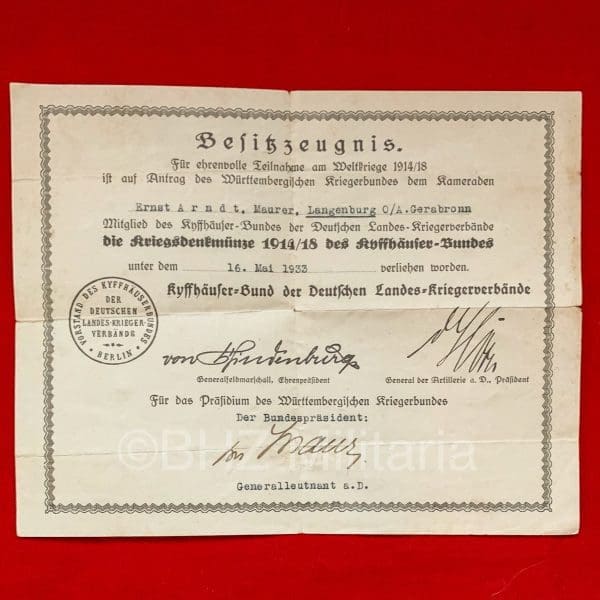 Besitzzeugnis.
Für ehrenvolle Teilnahme am Weltkriege 1914/18
ist auf Antrag des Württembergischen Kriegerbundes dem Kameraden
Ernst Arndt, Maurer, Langenburg O/A.Gerabronn
Mitglied des Kyffhäuser-Bundes der Deutschen Landes-Kriegerverbände
die Kriegsdenkmünze 1914/18 des Kyffhäuser-Bundes
unter dem 16. Mai 1933 verliehen worden.
Kyffhäuser-Bund der Deutschen Landes-Kriegerverbände
VORSTAND DES KYFFHÄUSERBUNDES
DER
DEUTSCHEN
LANDES-KRIEGER-
VERBÄNDE
BERLIN
von Hindenburg
Generalfeldmarschall, Ehrenpräsident
General der Artillerie a. D., Präsident
Für das Präsidium des Württembergischen Kriegerbundes
Der Bundespräsident:
©BHZ Militaria
Generalleutnant a.D.